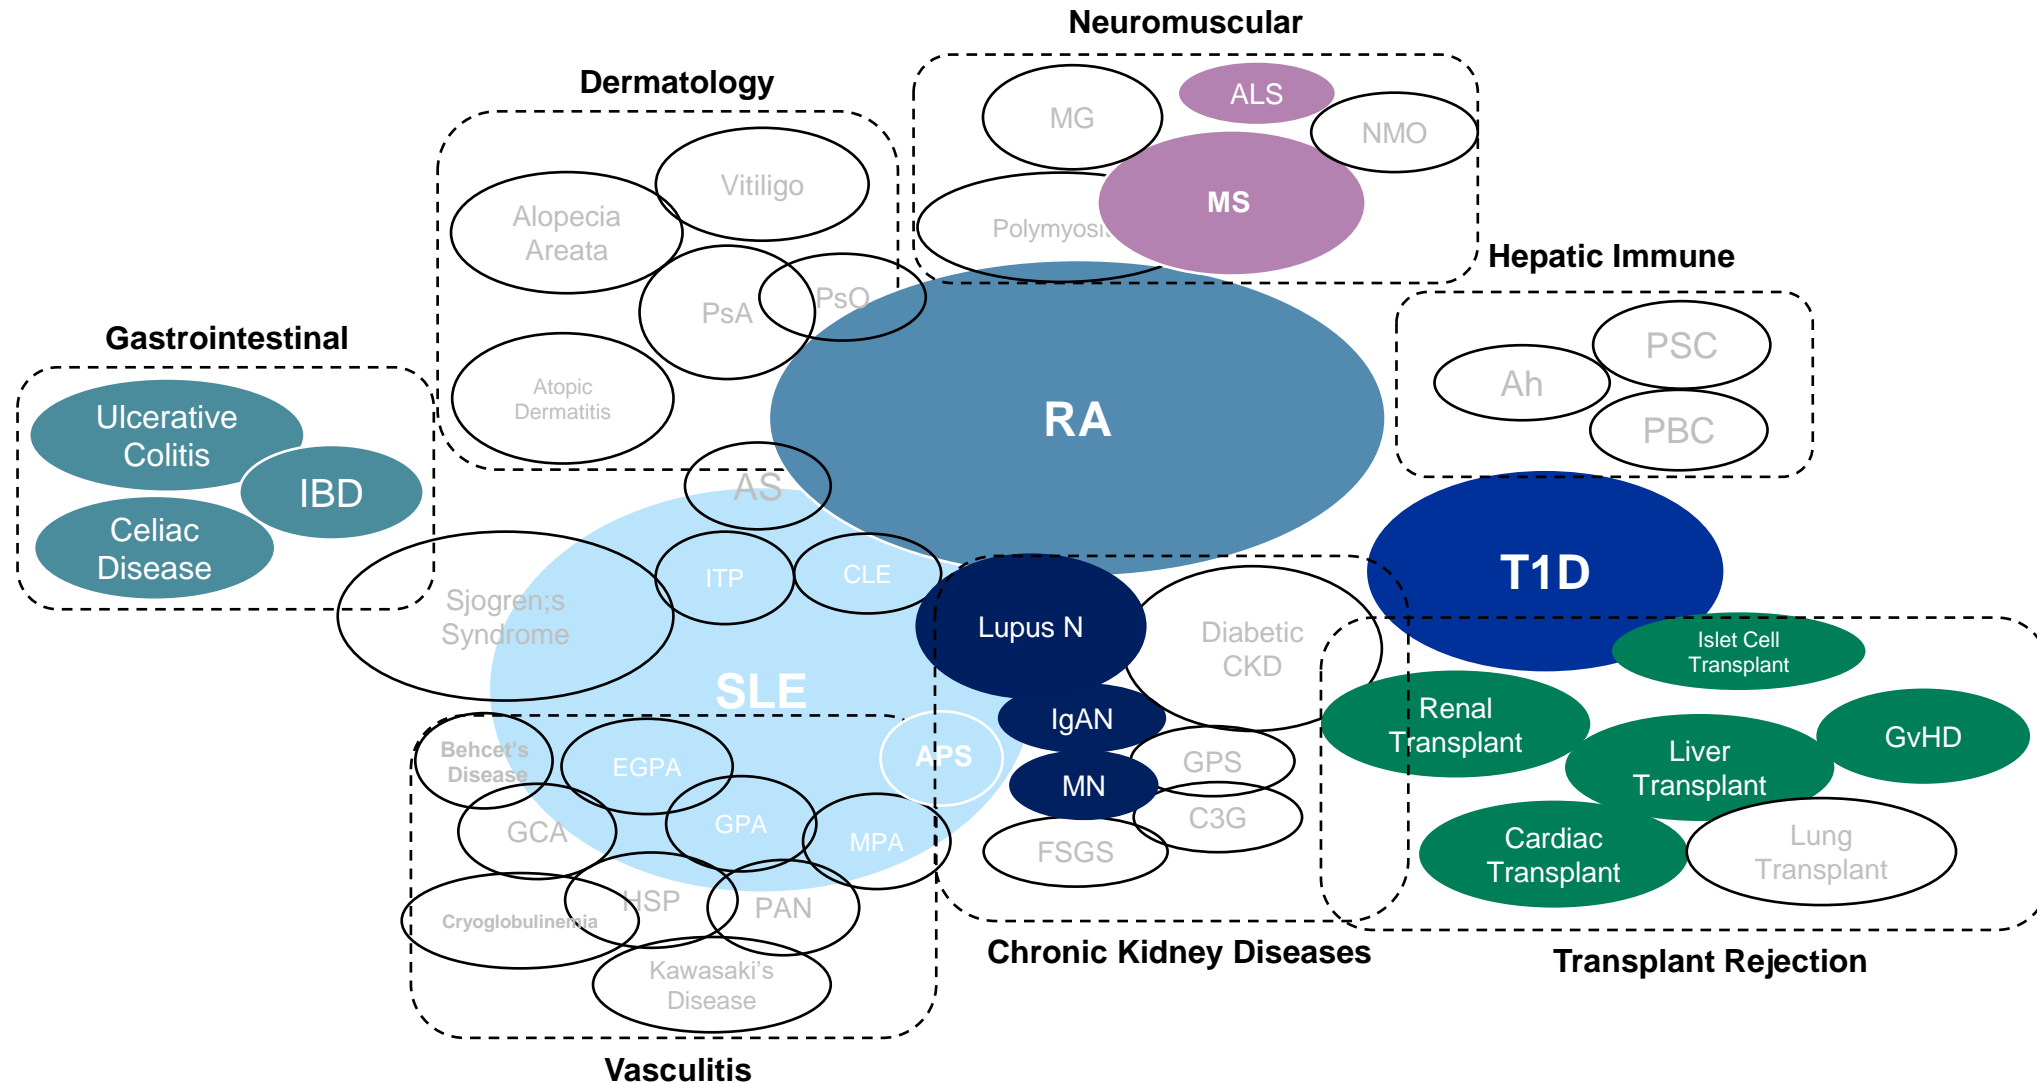 Neuromuscular
Dermatology
MG
ALS
NMO
MS
Polymyosit
Vitiligo
Alopecia
Areata
PsA
PsO
Atopic
Dermatitis
Hepatic Immune
PSC
Ah
PBC
Gastrointestinal
Ulcerative
Colitis
IBD
Celiac
Disease
RA
AS
T1D
ITP
CLE
Sjogren;s
Syndrome
SLE
Lupus N
Diabetic
CKD
IgAN
GPS
MN
C3G
FSGS
Chronic Kidney Diseases
Islet Cell
Transplant
Renal
Transplant
Liver
Transplant
GvHD
Cardiac
Transplant
Lung
Transplant
Transplant Rejection
Behcet's
Disease
EGPA
APS
GCA
GPA
MPA
HSP
PAN
Cryoglobulinemia
Kawasaki's
Disease
Vasculitis